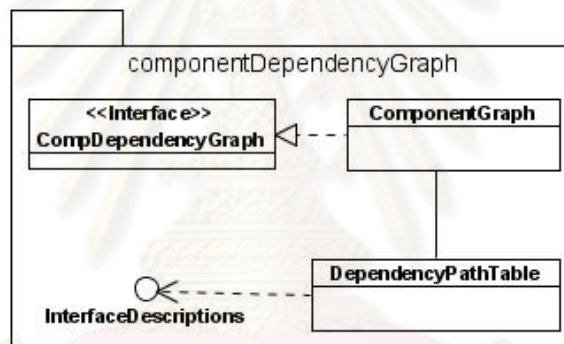 componentDependencyGraph
<<Interface>>
CompDependencyGraph
ComponentGraph
DependencyPathTable
InterfaceDescriptions